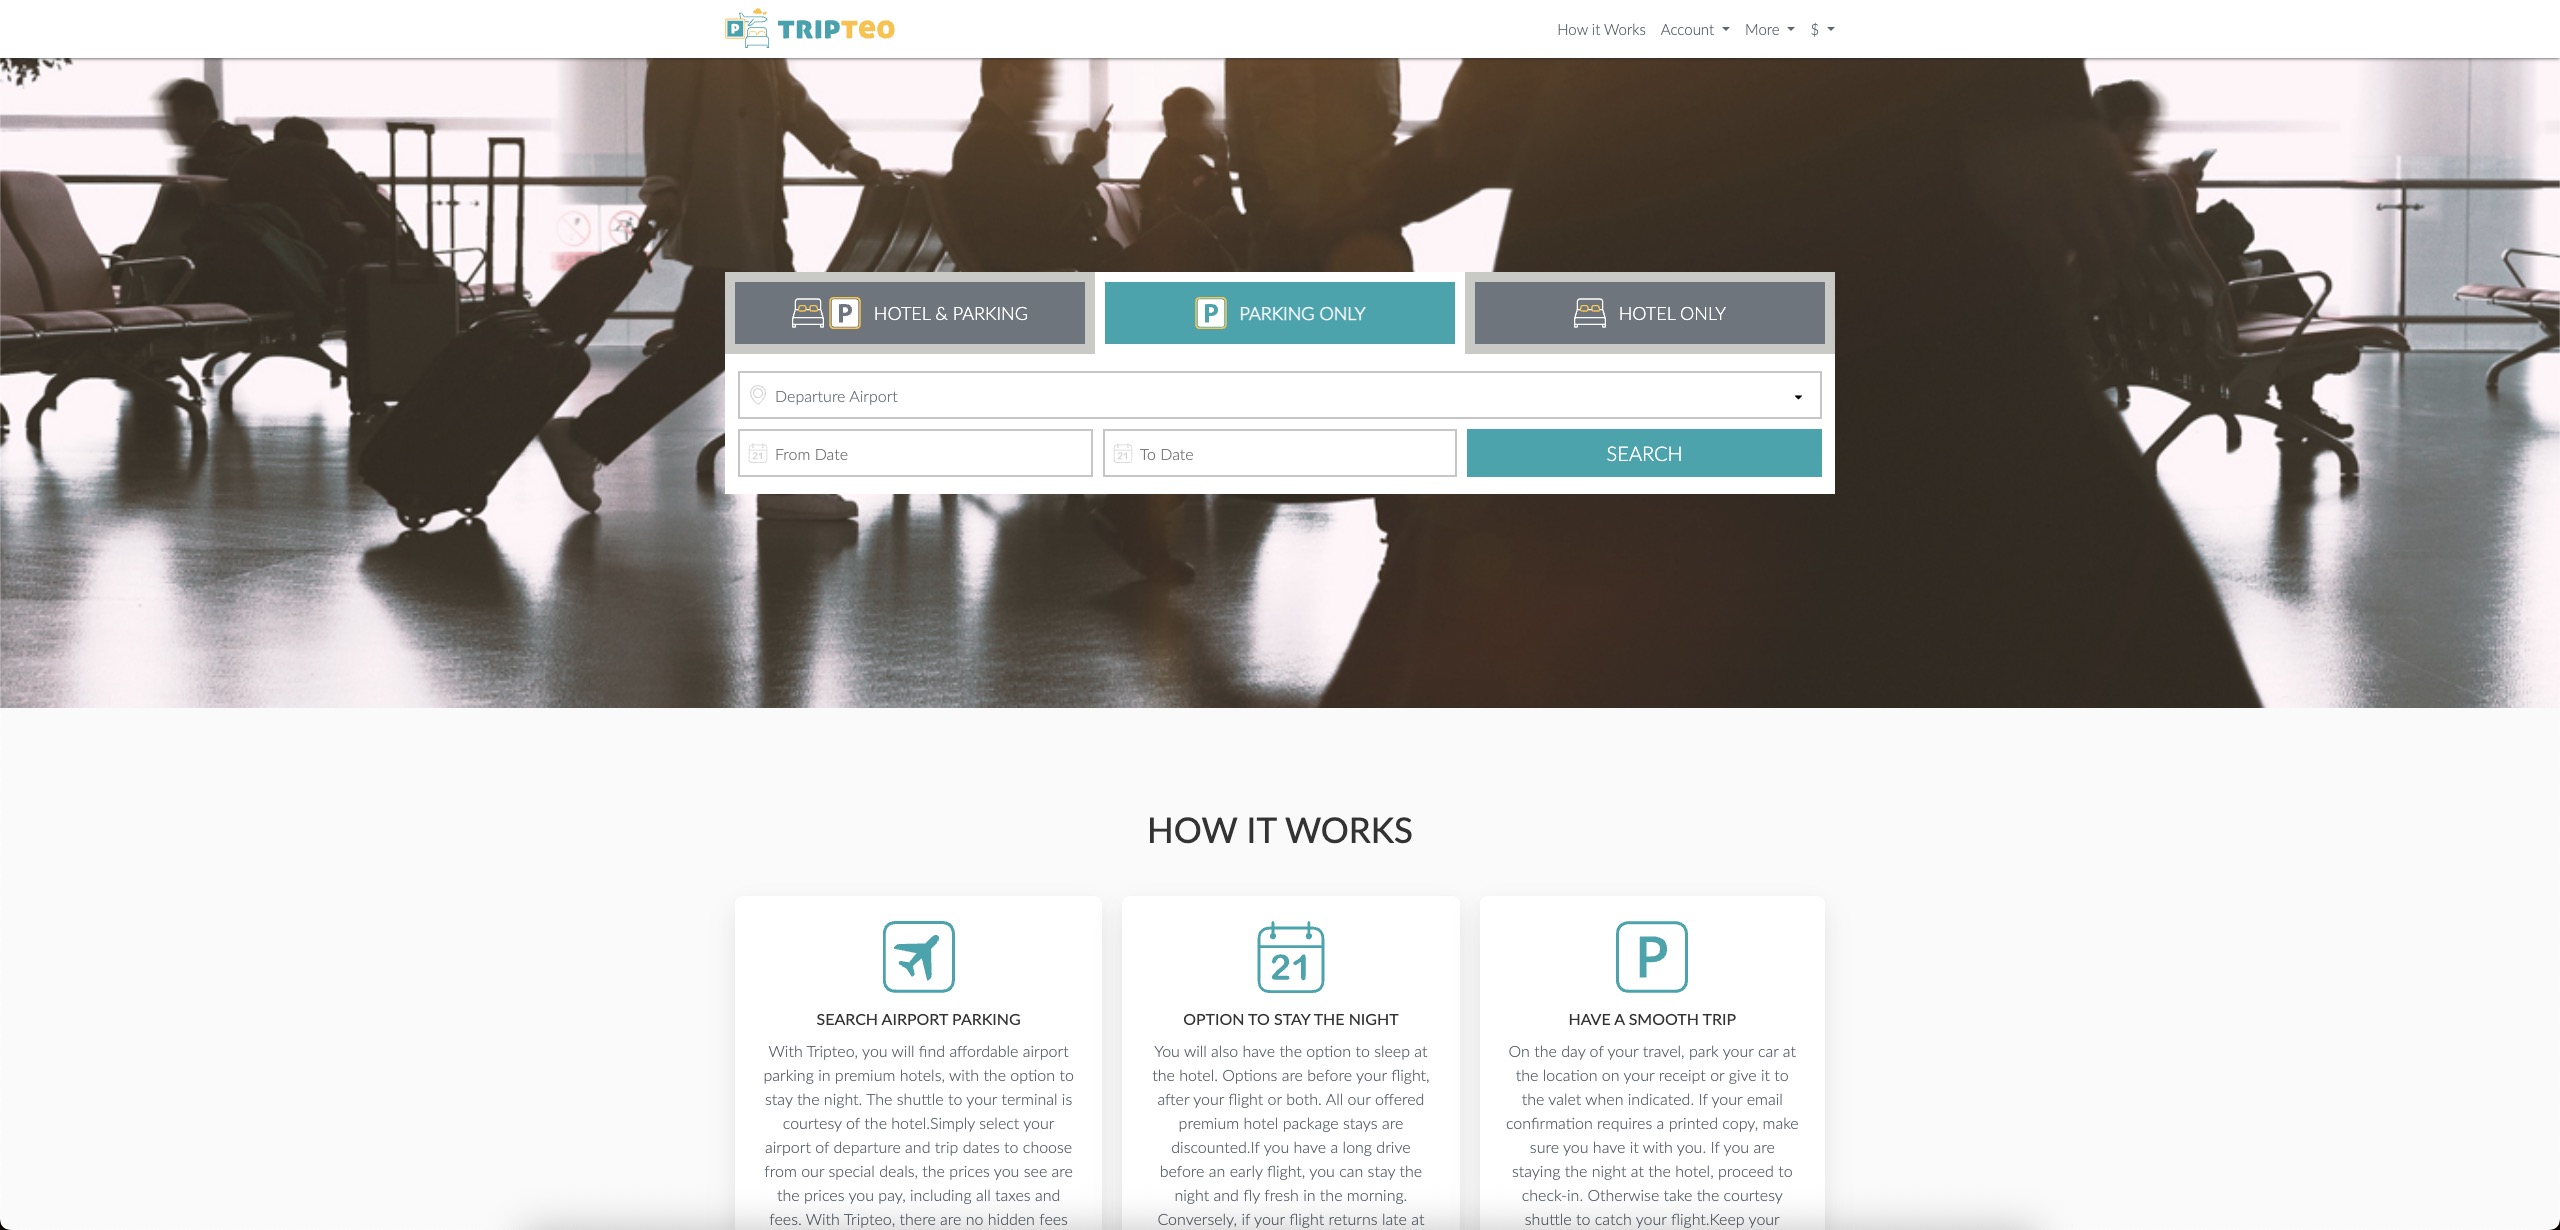 P TRIPTEO
How it Works Account More $
P HOTEL & PARKING
P PARKING ONLY
HOTEL ONLY
Departure Airport
21 From Date
21 To Date
SEARCH
HOW IT WORKS
SEARCH AIRPORT PARKING
With Tripteo, you will find affordable airport
parking in premium hotels, with the option to
stay the night. The shuttle to your terminal is
courtesy of the hotel.Simply select your
airport of departure and trip dates to choose
from our special deals, the prices you see are
the prices you pay, including all taxes and
fees. With Tripteo, there are no hidden fees
21
OPTION TO STAY THE NIGHT
You will also have the option to sleep at
the hotel. Options are before your flight,
after your flight or both. All our offered
premium hotel package stays are
discounted.If you have a long drive
before an early flight, you can stay the
night and fly fresh in the morning.
Conversely, if your flight returns late at
P
HAVE A SMOOTH TRIP
On the day of your travel, park your car at
the location on your receipt or give it to
the valet when indicated. If your email
confirmation requires a printed copy, make
sure you have it with you. If you are
staying the night at the hotel, proceed to
check-in. Otherwise take the courtesy
shuttle to catch your flight.Keep your